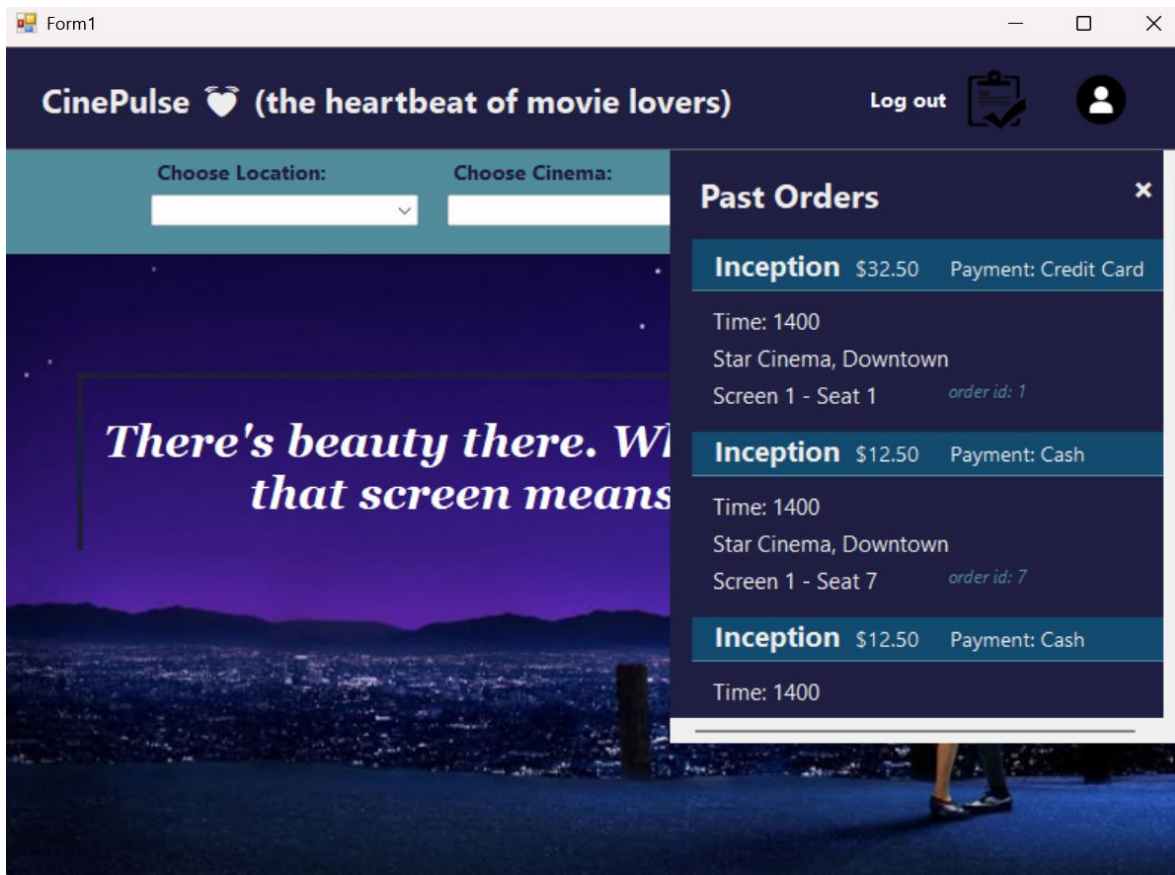 Form1
CinePulse (the heartbeat of movie lovers)
Log out
Choose Location:
Choose Cinema:
There's beauty there.
that screen means
Past Orders
Inception $32.50 Payment: Credit Card
Time: 1400
Star Cinema, Downtown
Screen 1 - Seat 1 order id: 1
Inception $12.50 Payment: Cash
Time: 1400
Star Cinema, Downtown
Screen 1 - Seat 7 order id: 7
Inception $12.50 Payment: Cash
Time: 1400